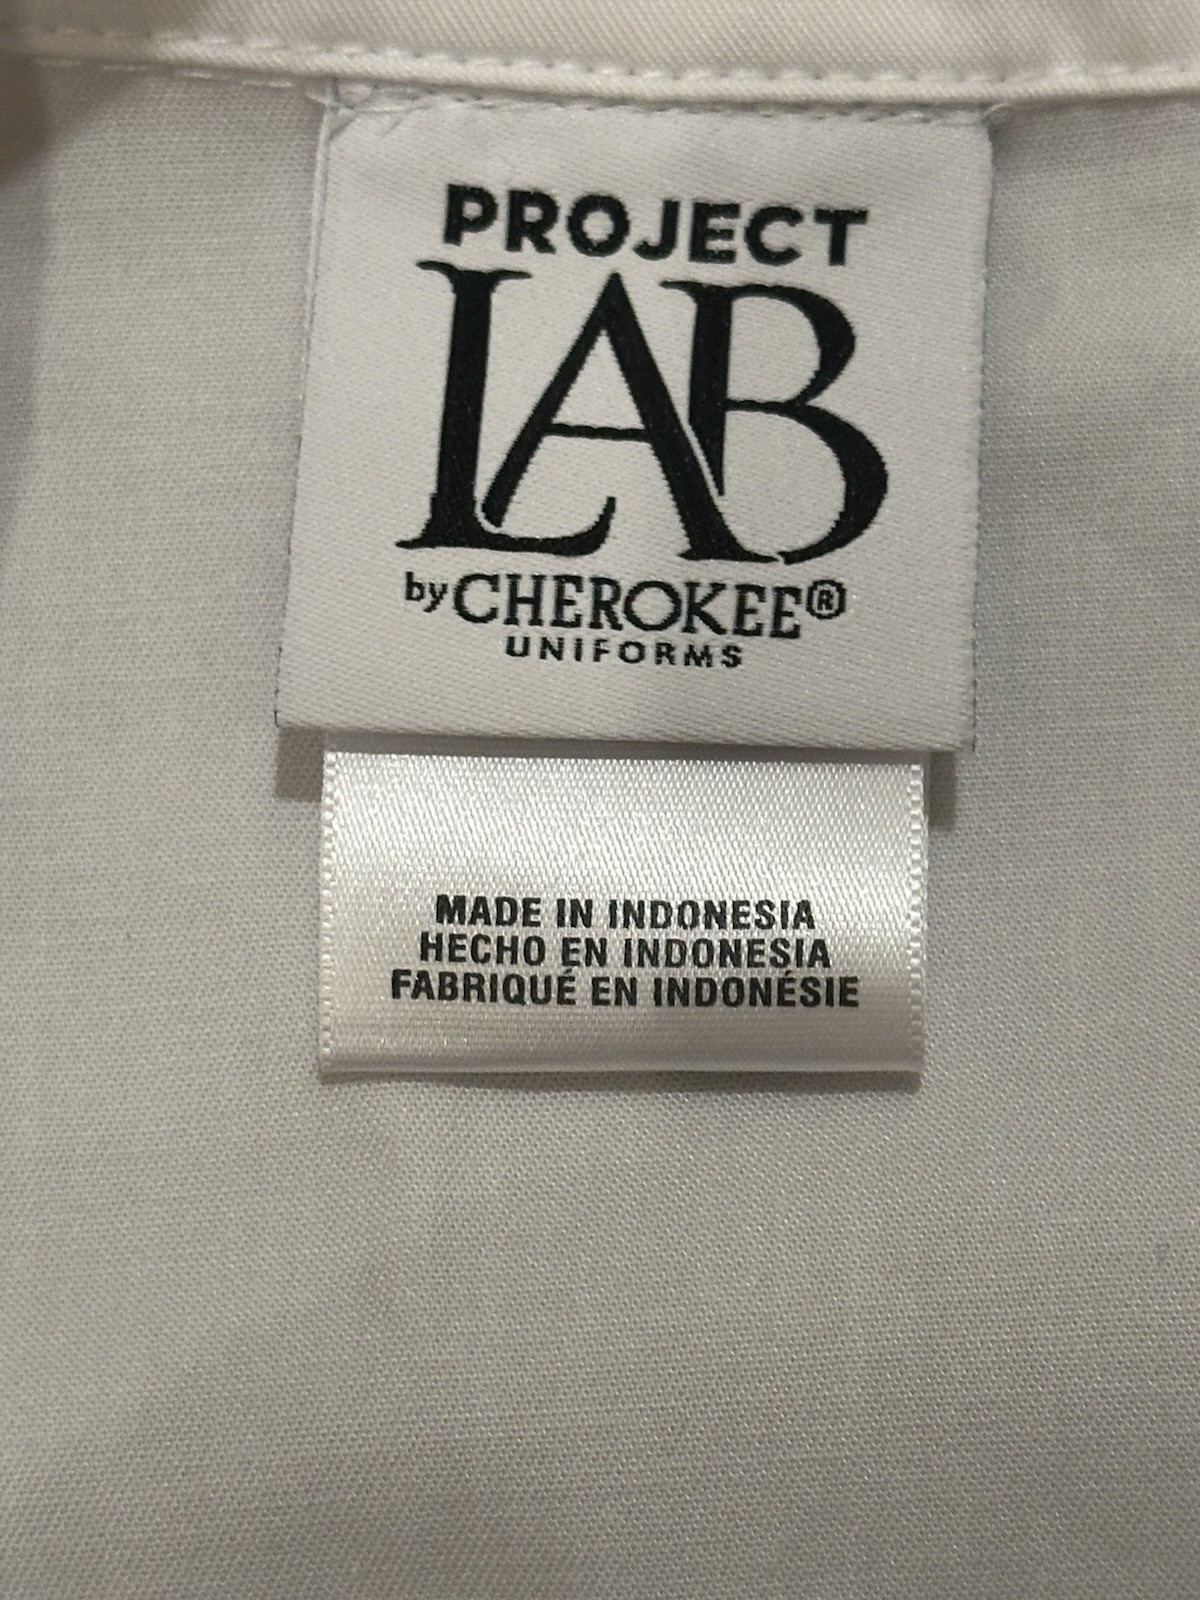 PROJECT
LAB
by CHEROKEE®
UNIFORMS
MADE IN INDONESIA
HECHO EN INDONESIA
FABRIQUÉ EN INDONÉSIE